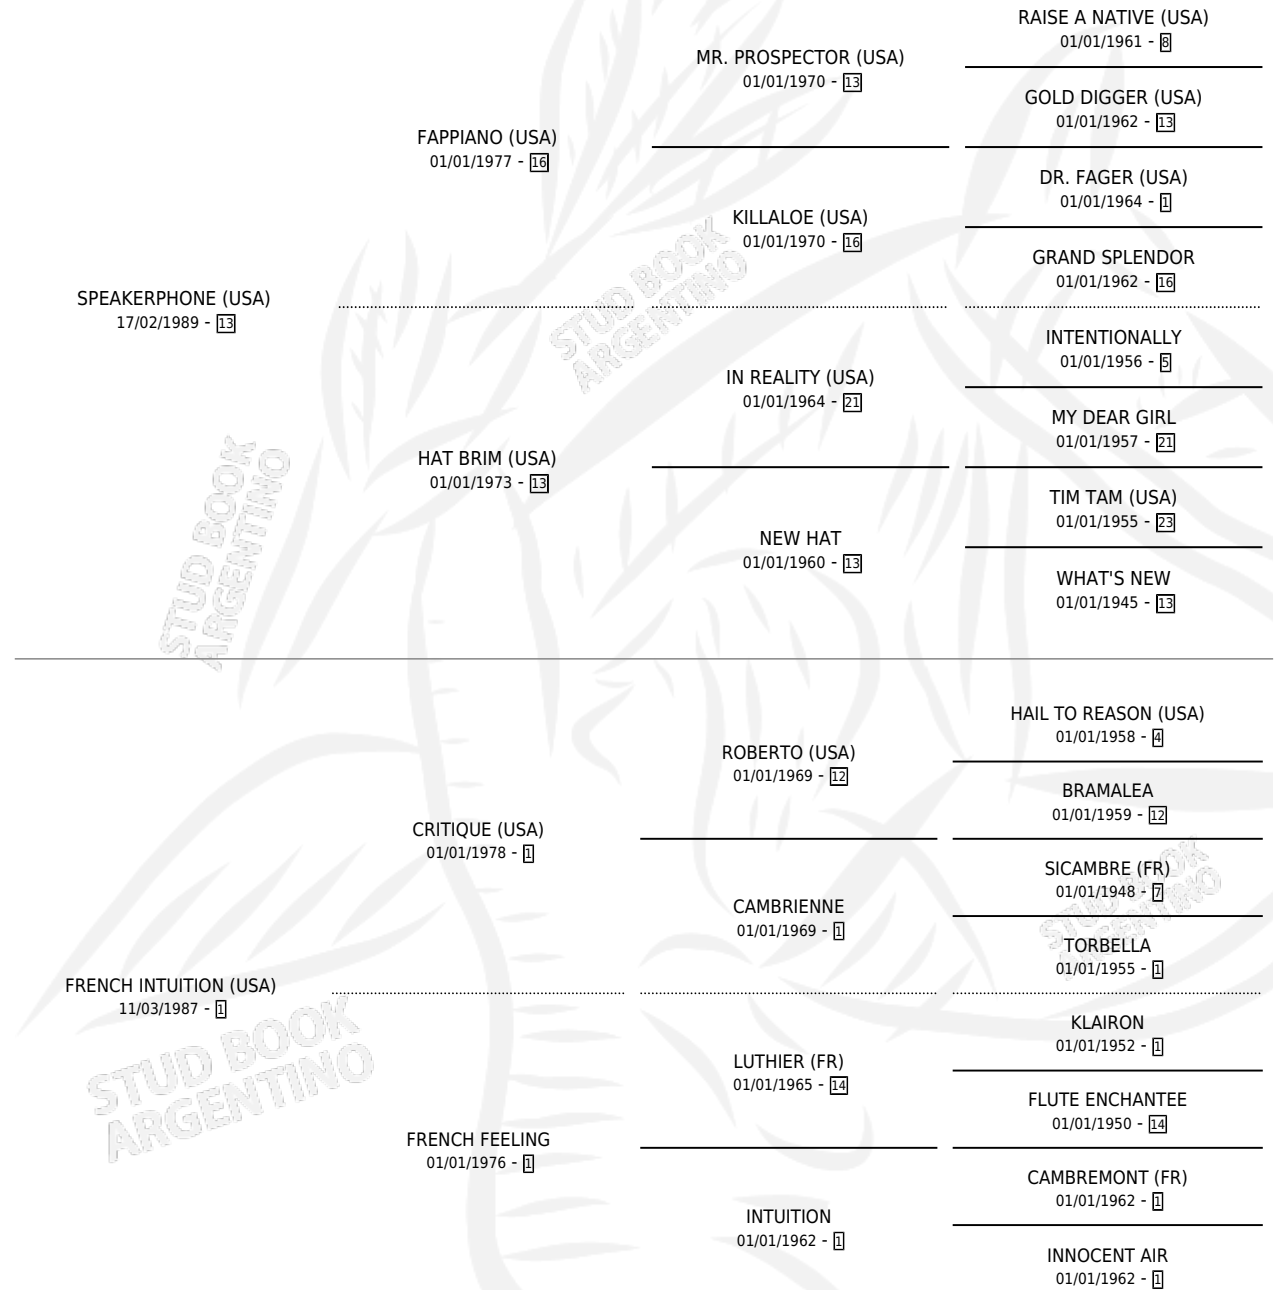 RAISE A NATIVE (USA)
01/01/1961 - 8
MR. PROSPECTOR (USA)
01/01/1970 - 13
GOLD DIGGER (USA)
01/01/1962 - 13
FAPPIANO (USA)
01/01/1977 - 16
DR. FAGER (USA)
01/01/1964 - 1
KILLALOE (USA)
01/01/1970 - 16
GRAND SPLENDOR
01/01/1962 - 16
SPEAKERPHONE (USA)
17/02/1989 - 13
INTENTIONALLY
01/01/1956 - 5
IN REALITY (USA)
01/01/1964 - 21
MY DEAR GIRL
01/01/1957 - 21
HAT BRIM (USA)
01/01/1973 - 13
TIM TAM (USA)
01/01/1955 - 23
NEW HAT
01/01/1960 - 13
WHAT'S NEW
01/01/1945 - 13
HAIL TO REASON (USA)
01/01/1958 - 4
ROBERTO (USA)
01/01/1969 - 12
BRAMALEA
01/01/1959 - 12
CRITIQUE (USA)
01/01/1978 - 1
SICAMBRE (FR)
01/01/1948 - 7
CAMBRIENNE
01/01/1969 - 1
TORBELLA
01/01/1955 - 1
FRENCH INTUITION (USA)
11/03/1987 - 1
KLAIRON
01/01/1952 - 1
LUTHIER (FR)
01/01/1965 - 14
FLUTE ENCHANTEE
01/01/1950 - 14
FRENCH FEELING
01/01/1976 - 1
CAMBREMONT (FR)
01/01/1962 - 1
INTUITION
01/01/1962 - 1
INNOCENT AIR
01/01/1962 - 1
STUD BOOK
ARGENTINO
STUD BOOK
ARGENTINO
STUD BOOK
ARGENTINO
STUD BOOK
ARGENTINO